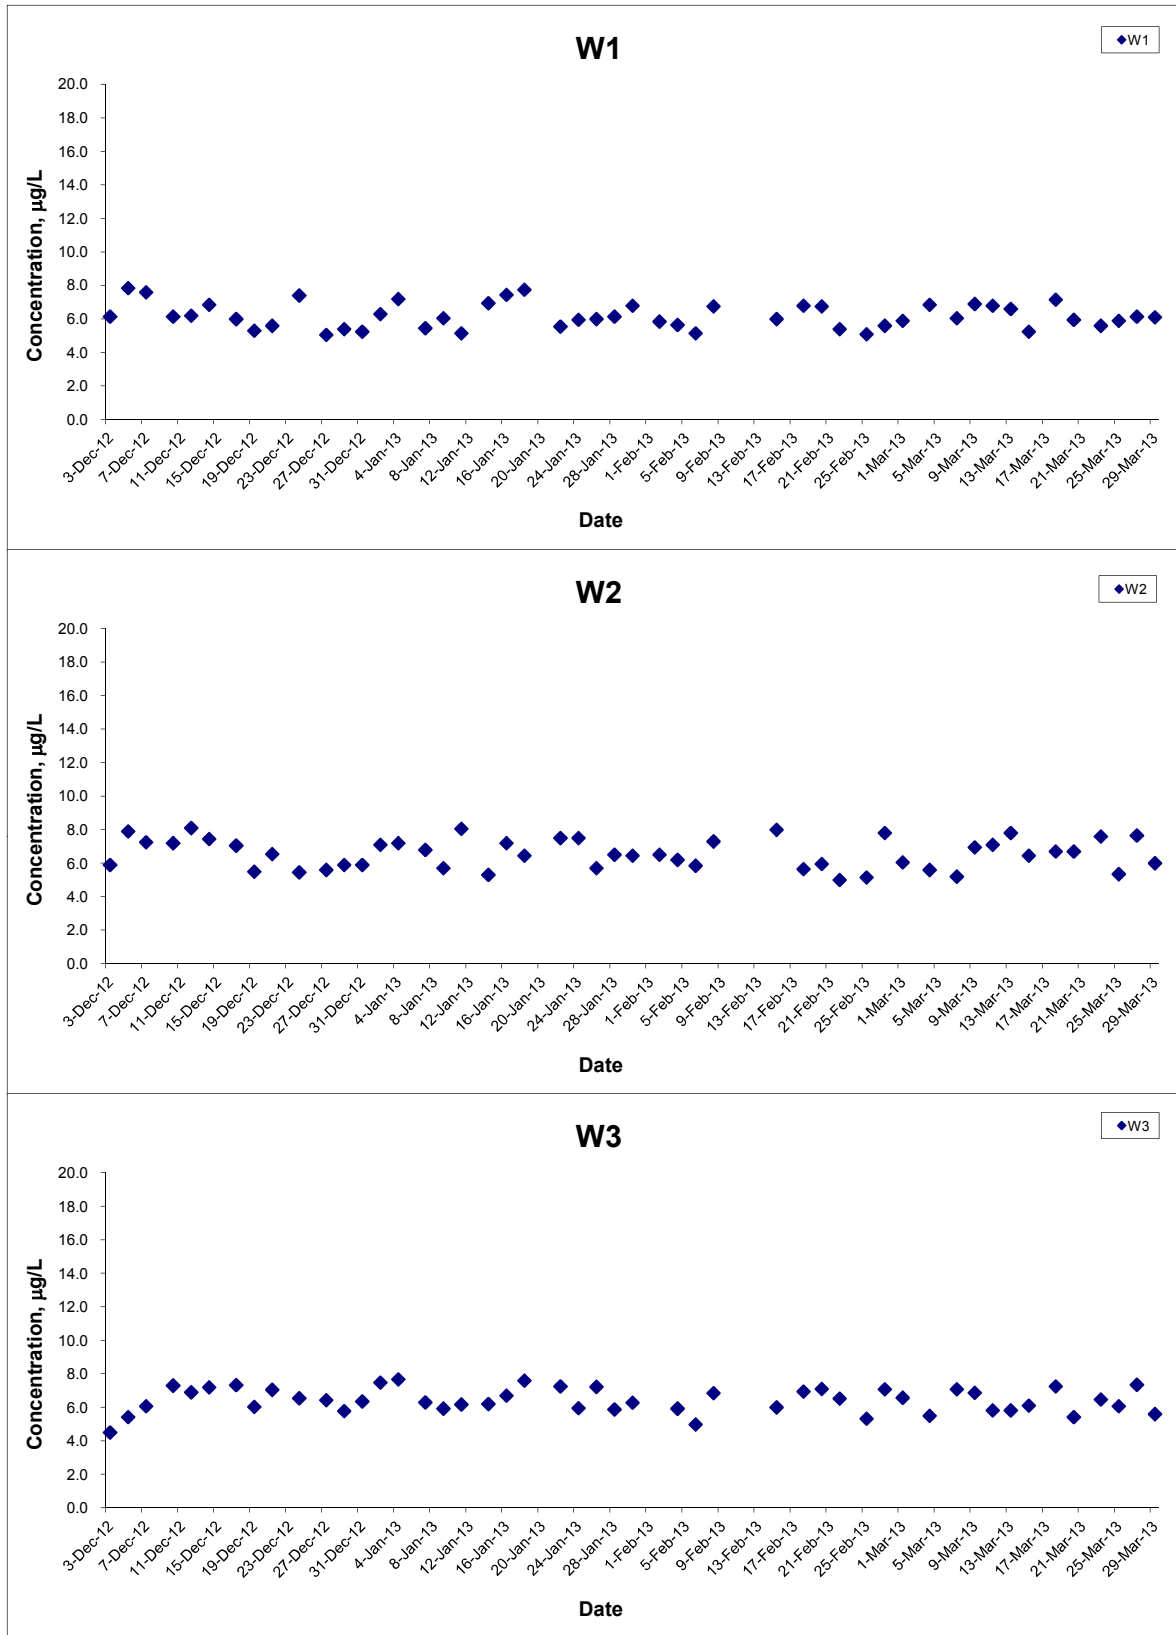 W1
W1
20.0
18.0
16.0
14.0
12.0
10.0
8.0
6.0
4.0
2.0
0.0
Concentration, µg/L
3-Dec-12 7-Dec-12 11-Dec-12 15-Dec-12 19-Dec-12 23-Dec-12 27-Dec-12 31-Dec-12 4-Jan-13 8-Jan-13 12-Jan-13 16-Jan-13 20-Jan-13 24-Jan-13 28-Jan-13 1-Feb-13 5-Feb-13 9-Feb-13 13-Feb-13 17-Feb-13 21-Feb-13 25-Feb-13 1-Mar-13 5-Mar-13 9-Mar-13 13-Mar-13 17-Mar-13 21-Mar-13 25-Mar-13 29-Mar-13
Date
W2
W2
20.0
18.0
16.0
14.0
12.0
10.0
8.0
6.0
4.0
2.0
0.0
Concentration, µg/L
3-Dec-12 7-Dec-12 11-Dec-12 15-Dec-12 19-Dec-12 23-Dec-12 27-Dec-12 31-Dec-12 4-Jan-13 8-Jan-13 12-Jan-13 16-Jan-13 20-Jan-13 24-Jan-13 28-Jan-13 1-Feb-13 5-Feb-13 9-Feb-13 13-Feb-13 17-Feb-13 21-Feb-13 25-Feb-13 1-Mar-13 5-Mar-13 9-Mar-13 13-Mar-13 17-Mar-13 21-Mar-13 25-Mar-13 29-Mar-13
Date
W3
W3
20.0
18.0
16.0
14.0
12.0
10.0
8.0
6.0
4.0
2.0
0.0
Concentration, µg/L
3-Dec-12 7-Dec-12 11-Dec-12 15-Dec-12 19-Dec-12 23-Dec-12 27-Dec-12 31-Dec-12 4-Jan-13 8-Jan-13 12-Jan-13 16-Jan-13 20-Jan-13 24-Jan-13 28-Jan-13 1-Feb-13 5-Feb-13 9-Feb-13 13-Feb-13 17-Feb-13 21-Feb-13 25-Feb-13 1-Mar-13 5-Mar-13 9-Mar-13 13-Mar-13 17-Mar-13 21-Mar-13 25-Mar-13 29-Mar-13
Date